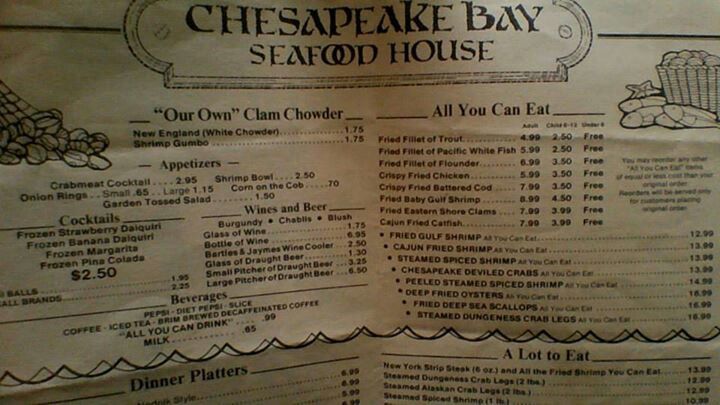 CHESAPEAKE BAY
SEAFOOD HOUSE
"Our Own" Clam Chowder
New England (White Chowder) 1.75
Shrimp Gumbo 1.75
Appetizers
Crabmeat Cocktail 2.95 Shrimp Bowl 2.50
Onion Rings Small .65 Large 1.15 Corn on the Cob .70
Garden Tossed Salad 1.50
Cocktails
Frozen Strawberry Daiquiri
Frozen Banana Daiquiri
Frozen Margarita
Frozen Pina Colada
$2.50
BALLS 1.95
ALL BRANDS 2.25
Wines and Beer
Burgundy • Chablis • Blush
Glass of Wine 1.75
Bottle of Wine 6.95
Bartles & Jaymes Wine Cooler 2.50
Glass of Draught Beer 1.30
Small Pitcher of Draught Beer 3.25
Large Pitcher of Draught Beer 6.50
Beverages
PEPSI - DIET PEPSI - SLICE
COFFEE - ICED TEA - BRIM BREWED DECAFFEINATED COFFEE
"ALL YOU CAN DRINK" .99
MILK .65
Dinner Platters
Style 6.99
All You Can Eat
Adult Child 6-12 Under 6
Fried Fillet of Trout 4.99 2.50 Free
Fried Fillet of Pacific White Fish 5.99 2.50 Free
Fried Fillet of Flounder 6.99 3.50 Free
Crispy Fried Chicken 5.99 2.50 Free
Crispy Fried Battered Cod 7.99 3.99 Free
Fried Baby Gulf Shrimp 8.99 4.50 Free
Fried Eastern Shore Clams 7.99 3.99 Free
Cajun Fried Catfish 7.99 3.99 Free
You may reorder any other
"All You Can Eat" items
of equal or less cost than your
original order.
Reorders will be served only
for customers placing
original order.
• FRIED GULF SHRIMP All You Can Eat 12.99
• CAJUN FRIED SHRIMP All You Can Eat 13.99
• STEAMED SPICED SHRIMP All You Can Eat 13.99
• CHESAPEAKE DEVILED CRABS All You Can Eat
• PEELED STEAMED SPICED SHRIMP All You Can Eat 14.99
• DEEP FRIED OYSTERS All You Can Eat 16.99
• FRIED DEEP SEA SCALLOPS All You Can Eat 16.99
• STEAMED DUNGENESS CRAB LEGS All You Can Eat 16.99
A Lot to Eat
New York Strip Steak (6 oz.) and All the Fried Shrimp You Can Eat 13.99
Steamed Dungeness Crab Legs (2 lbs.) 12.99
Steamed Alaskan Crab Legs (2 lbs.)
Steamed Spiced Shrimp (1 lb.) 10.99